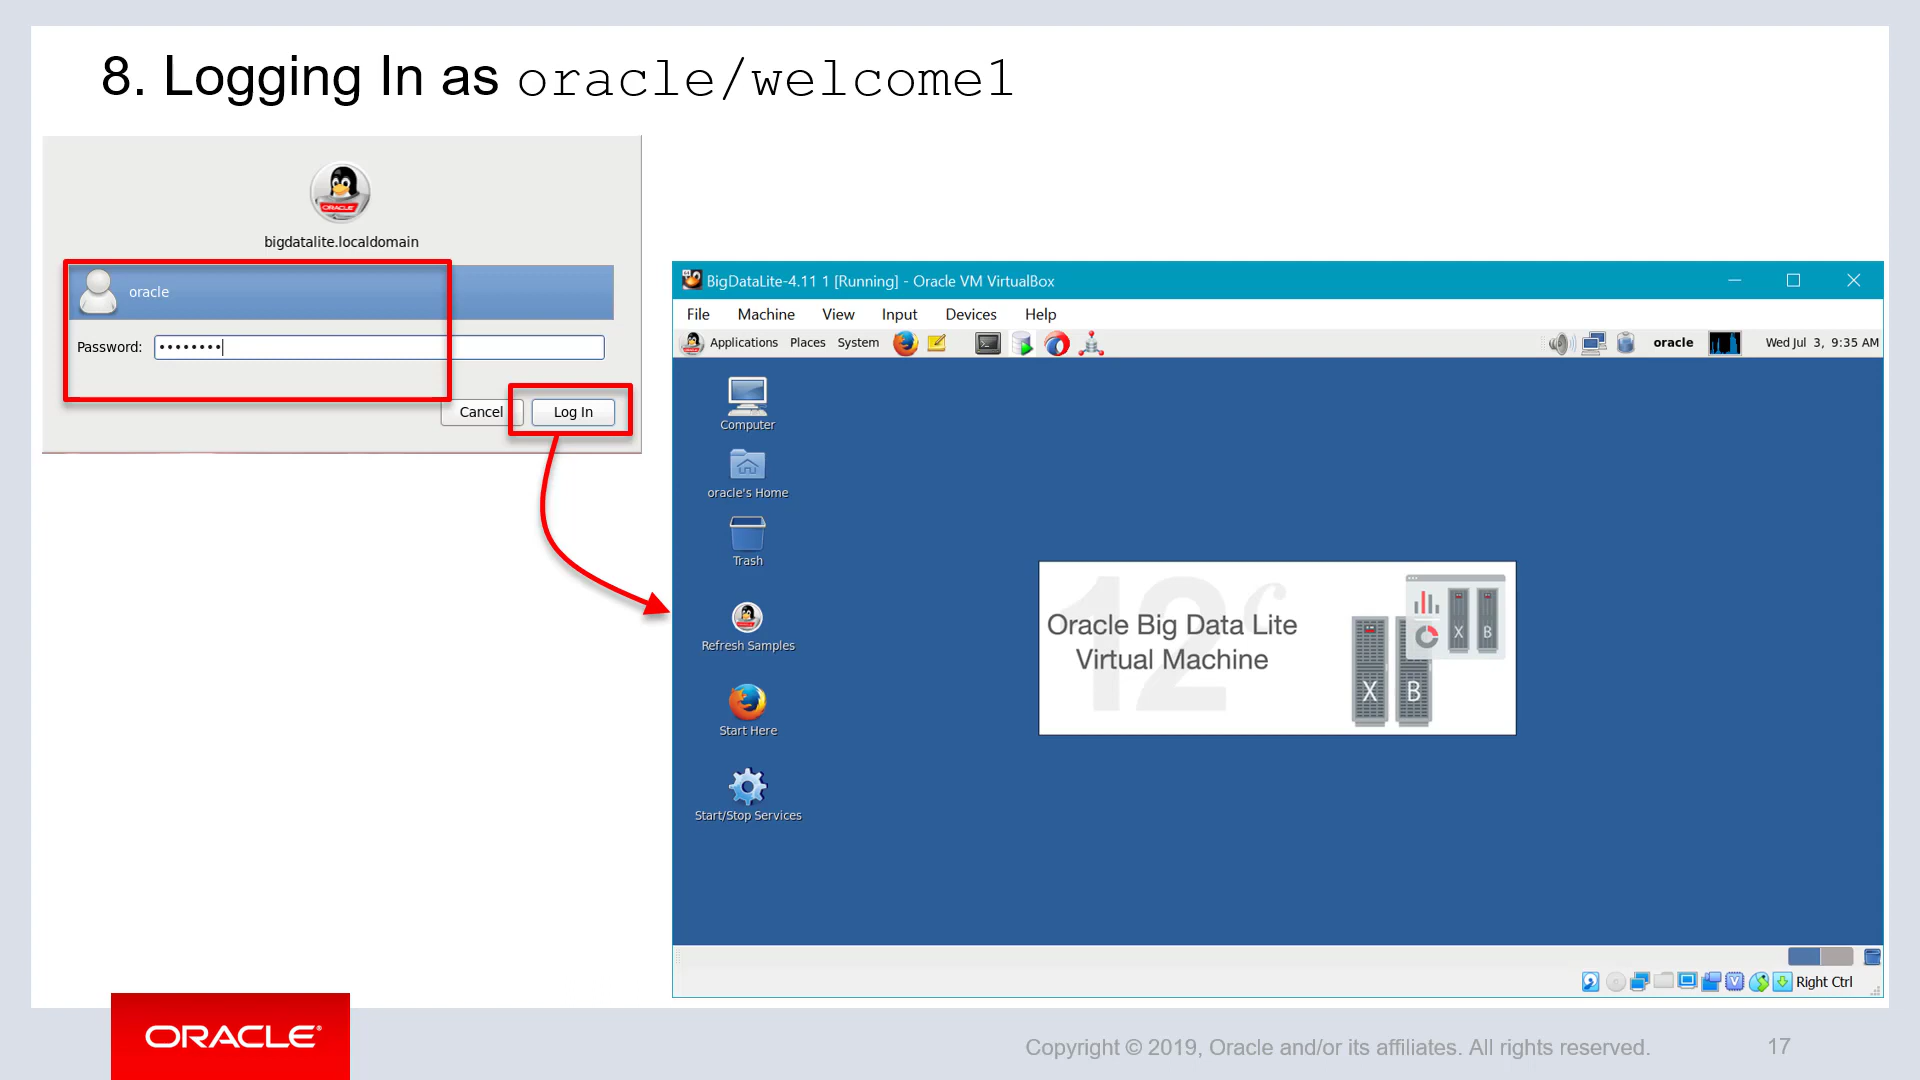 8. Logging In as oracle/welcome1
ORACLE
bigdatalite.localdomain
oracle
Password: ••••••••
Cancel
Log In
BigDataLite-4.11 1 [Running] - Oracle VM VirtualBox
File Machine View Input Devices Help
Applications Places System
oracle
Wed Jul 3, 9:35 AM
Computer
oracle's Home
Trash
Refresh Samples
Start Here
Start/Stop Services
12c
Oracle Big Data Lite
Virtual Machine
X B
X B
Right Ctrl
ORACLE®
Copyright © 2019, Oracle and/or its affiliates. All rights reserved.
17